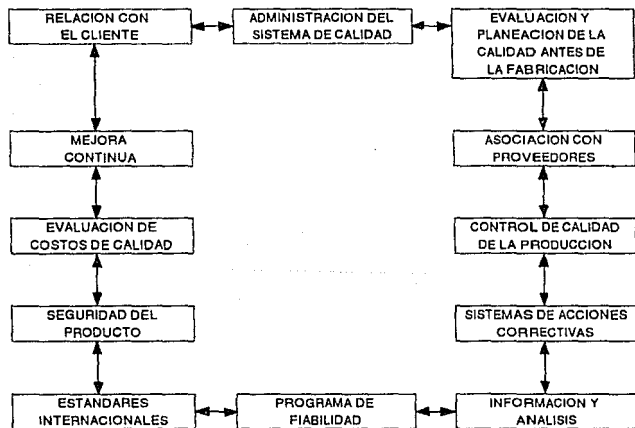 RELACION CON
EL CLIENTE
ADMINISTRACION DEL
SISTEMA DE CALIDAD
EVALUACION Y
PLANEACION DE LA
CALIDAD ANTES DE
LA FABRICACION
MEJORA
CONTINUA
ASOCIACION CON
PROVEEDORES
EVALUACION DE
COSTOS DE CALIDAD
CONTROL DE CALIDAD
DE LA PRODUCCION
SEGURIDAD DEL
PRODUCTO
SISTEMAS DE ACCIONES
CORRECTIVAS
ESTANDARES
INTERNACIONALES
PROGRAMA DE
FIABILIDAD
INFORMACION Y
ANALISIS